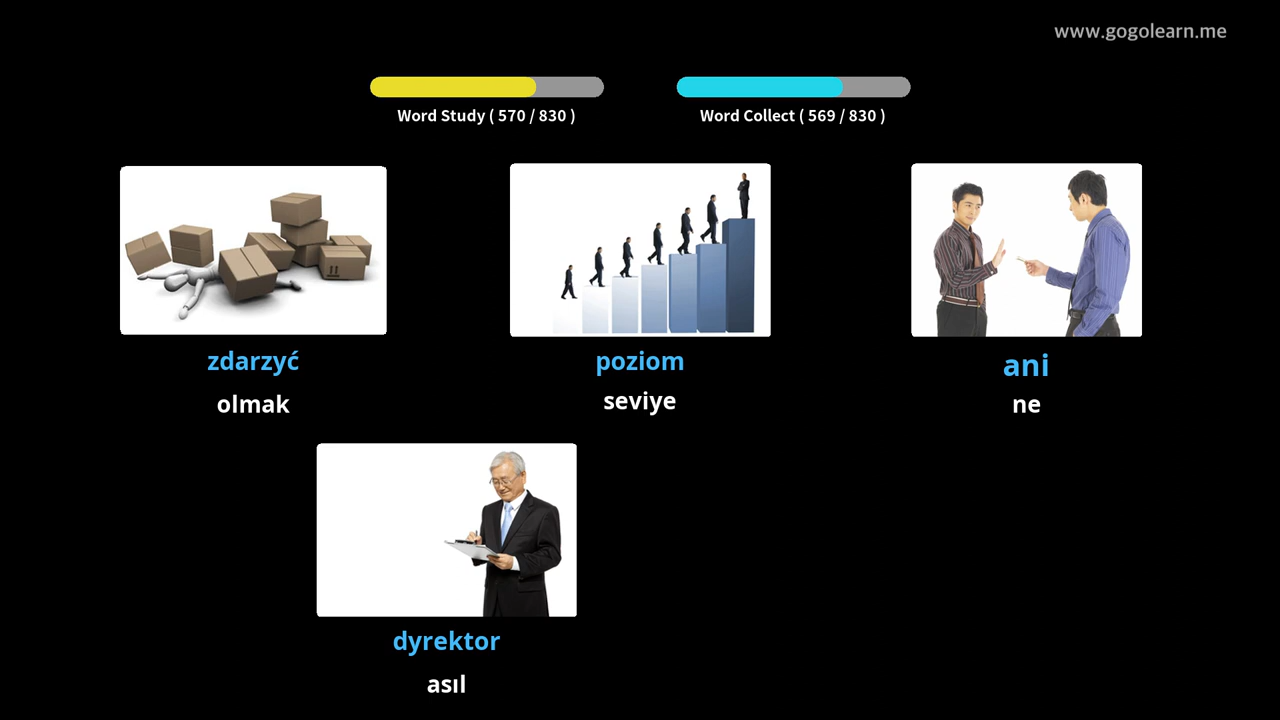 www.gogolearn.me
Word Study ( 570 / 830 )
Word Collect ( 569 / 830 )
zdarzyć
olmak
poziom
seviye
ani
ne
dyrektor
asıl